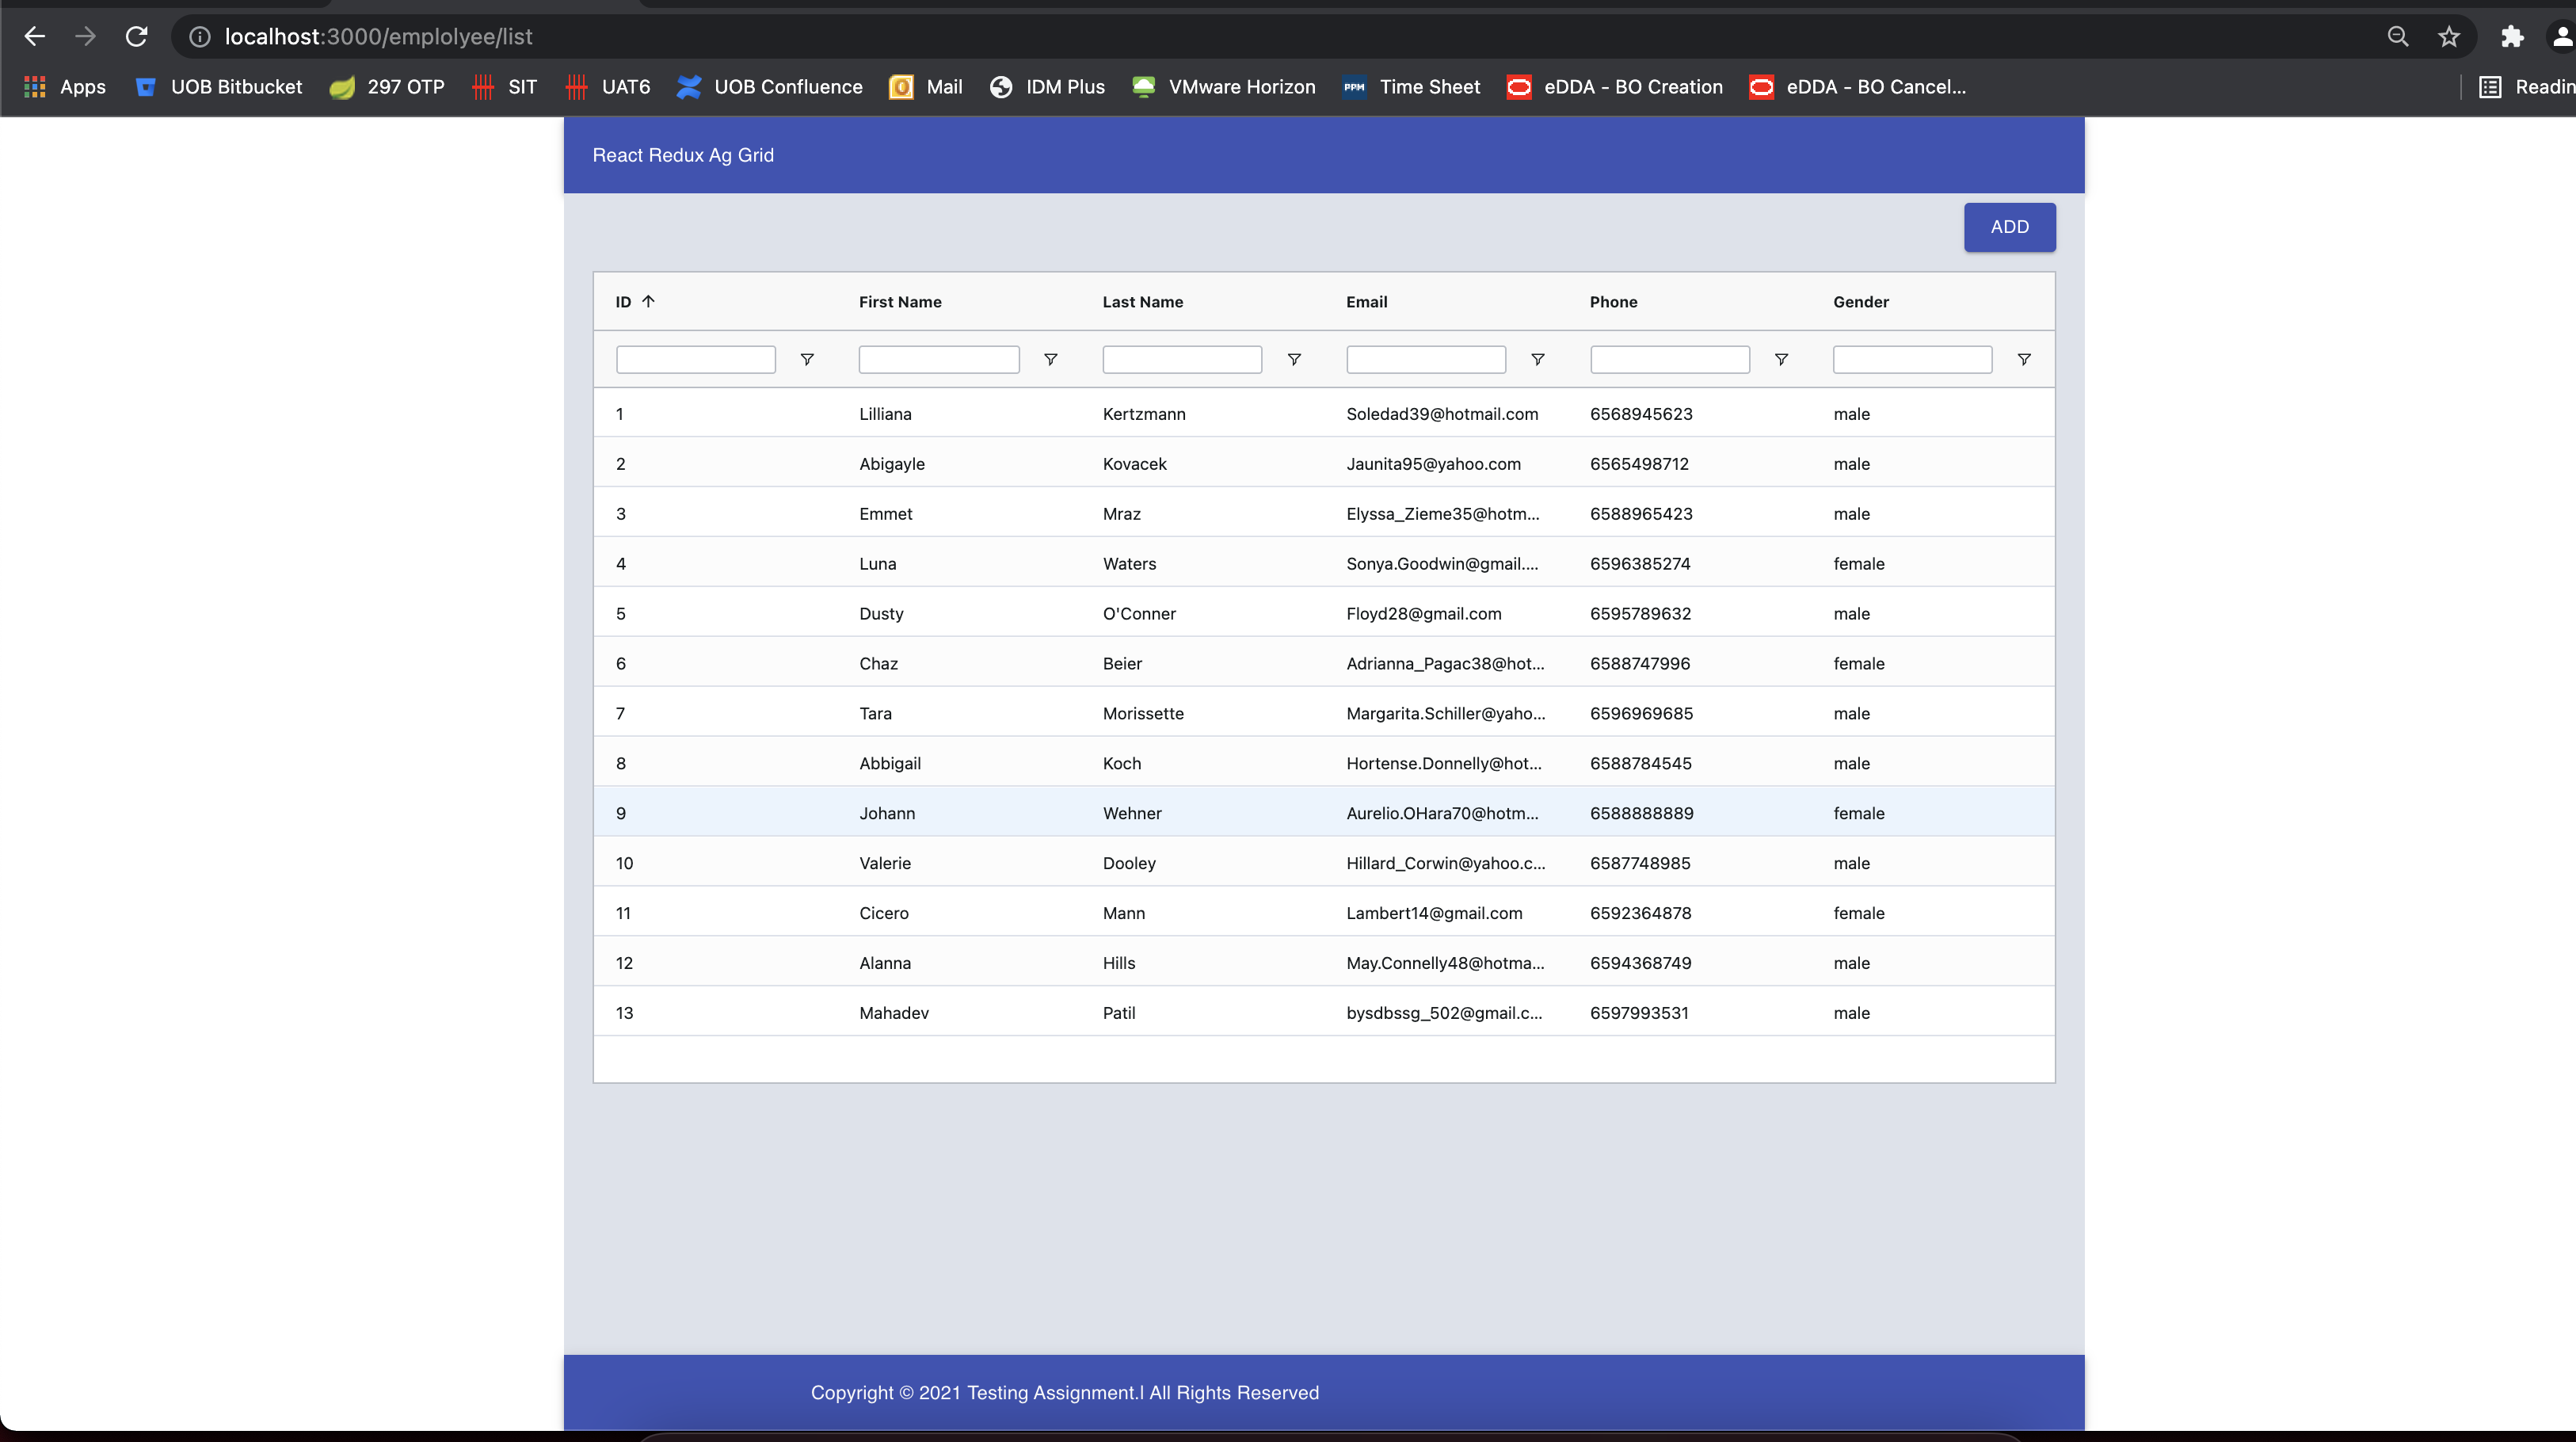 localhost:3000/emplolyee/list
Apps UOB Bitbucket 297 OTP SIT UAT6 UOB Confluence Mail IDM Plus VMware Horizon PPM Time Sheet eDDA - BO Creation eDDA - BO Cancel... Readin
React Redux Ag Grid
ADD
ID First Name Last Name Email Phone Gender
1 Lilliana Kertzmann Soledad39@hotmail.com 6568945623 male
2 Abigayle Kovacek Jaunita95@yahoo.com 6565498712 male
3 Emmet Mraz Elyssa_Zieme35@hotm... 6588965423 male
4 Luna Waters Sonya.Goodwin@gmail.... 6596385274 female
5 Dusty O'Conner Floyd28@gmail.com 6595789632 male
6 Chaz Beier Adrianna_Pagac38@hot... 6588747996 female
7 Tara Morissette Margarita.Schiller@yaho... 6596969685 male
8 Abbigail Koch Hortense.Donnelly@hot... 6588784545 male
9 Johann Wehner Aurelio.OHara70@hotm... 6588888889 female
10 Valerie Dooley Hillard_Corwin@yahoo.c... 6587748985 male
11 Cicero Mann Lambert14@gmail.com 6592364878 female
12 Alanna Hills May.Connelly48@hotma... 6594368749 male
13 Mahadev Patil bysdbssg_502@gmail.c... 6597993531 male
Copyright © 2021 Testing Assignment.| All Rights Reserved